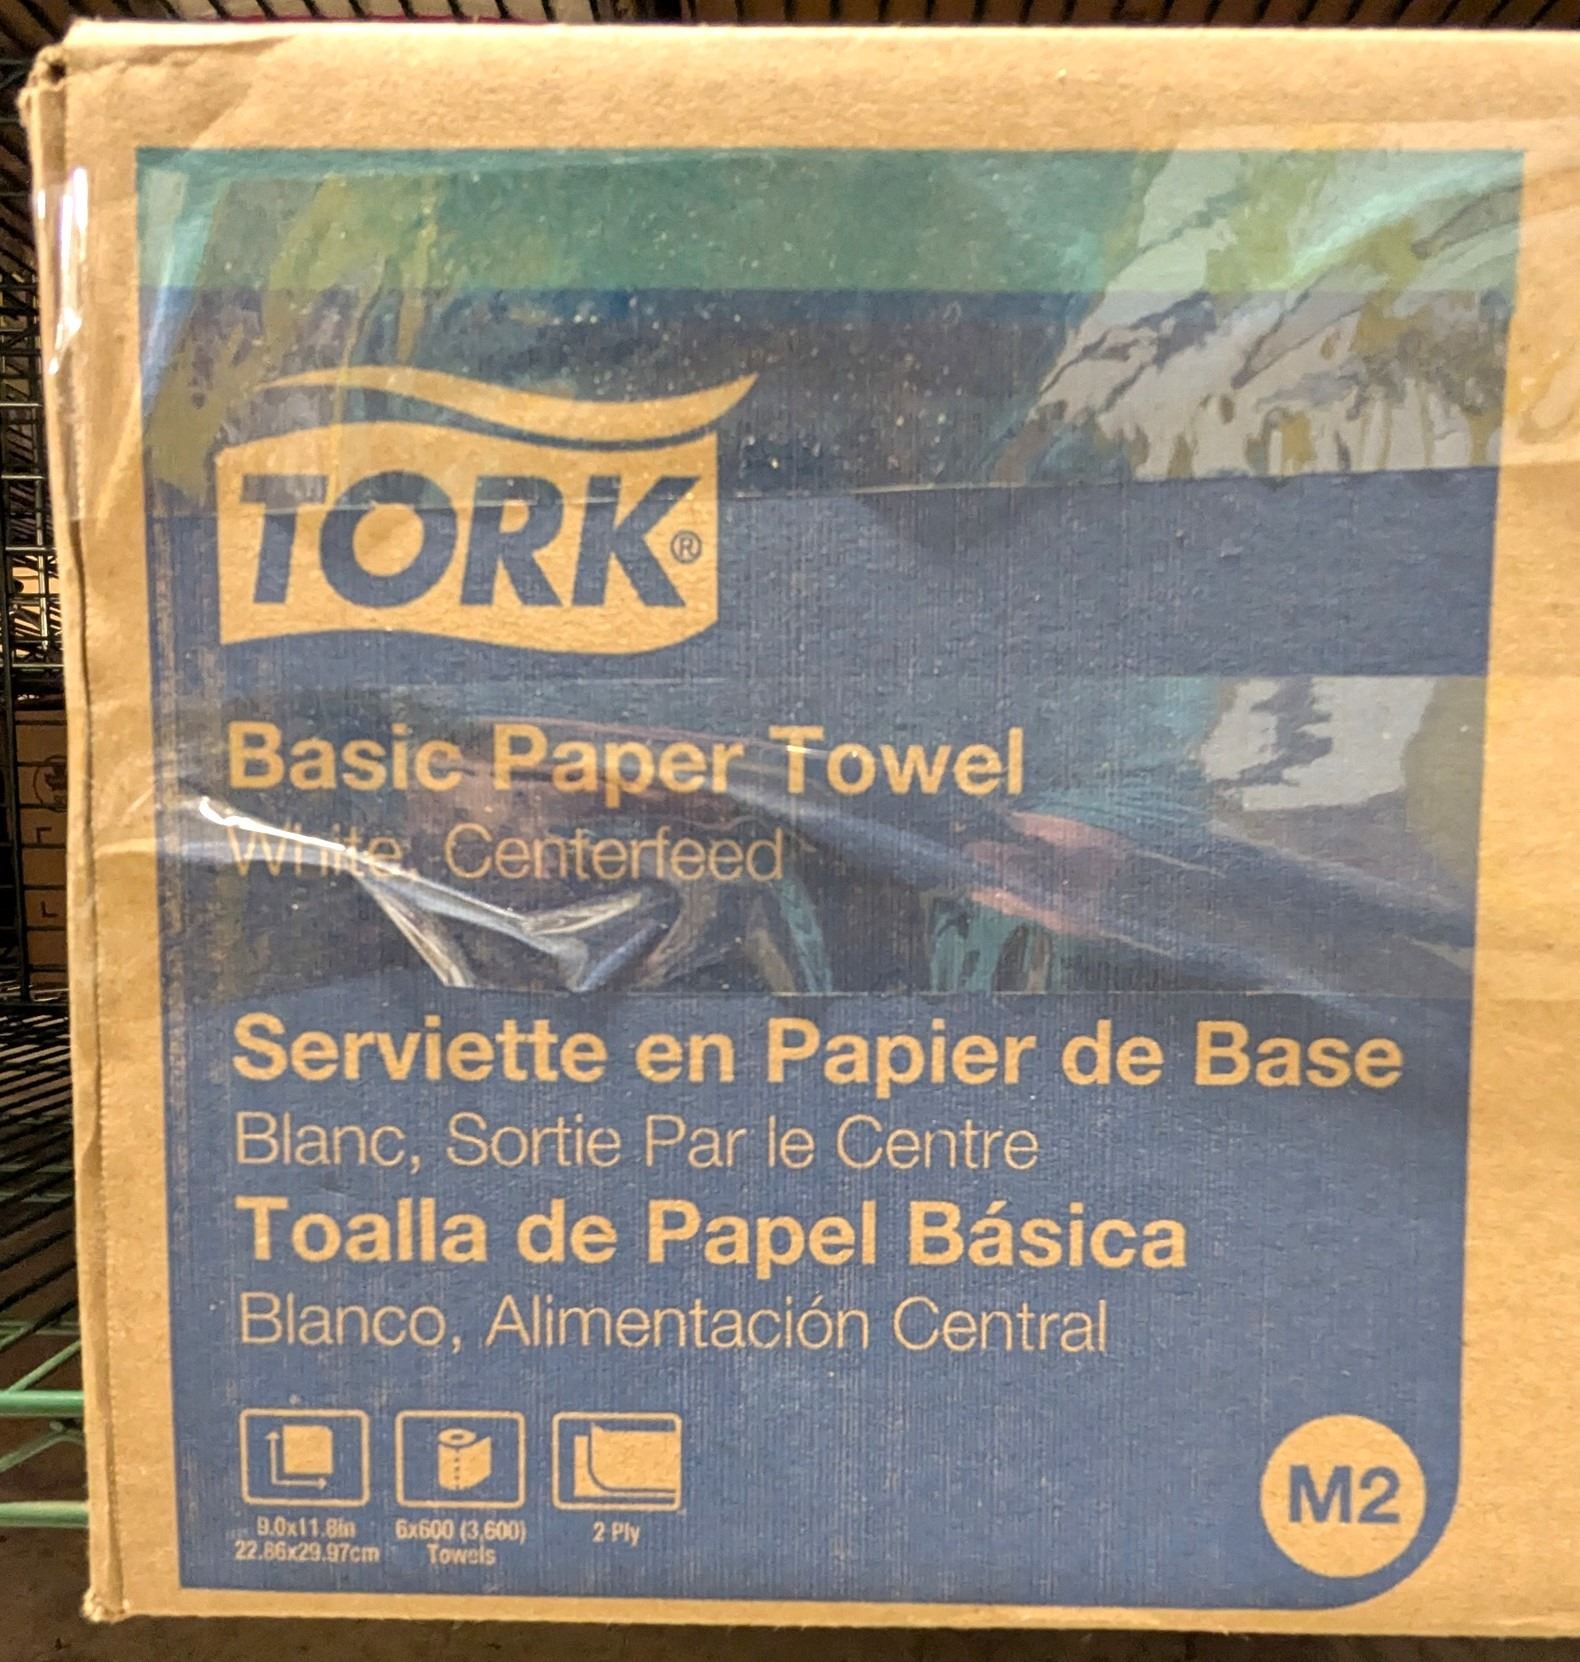 TORK®
Basic Paper Towel
White, Centerfeed
Serviette en Papier de Base
Blanc, Sortie Par le Centre
Toalla de Papel Básica
Blanco, Alimentación Central
9.0x11.8in
22.86x29.97cm
6x600 (3,600)
Towels
2 Ply
M2